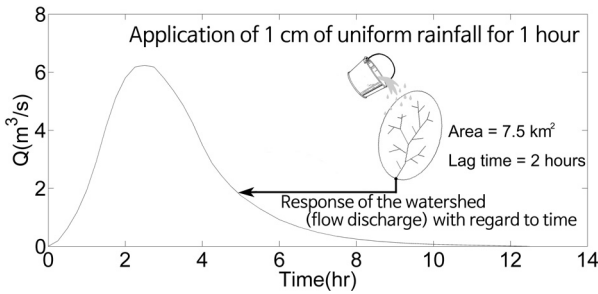 Application of 1 cm of uniform rainfall for 1 hour
8
6
4
2
0
Q(m³/s)
Area = 7.5 km²
Lag time = 2 hours
Response of the watershed
(flow discharge) with regard to time
0 2 4 6 8 10 12 14
Time(hr)